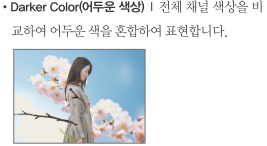 • Darker Color(어두운 색상) | 전체 채널 색상을 비
교하여 어두운 색을 혼합하여 표현합니다.